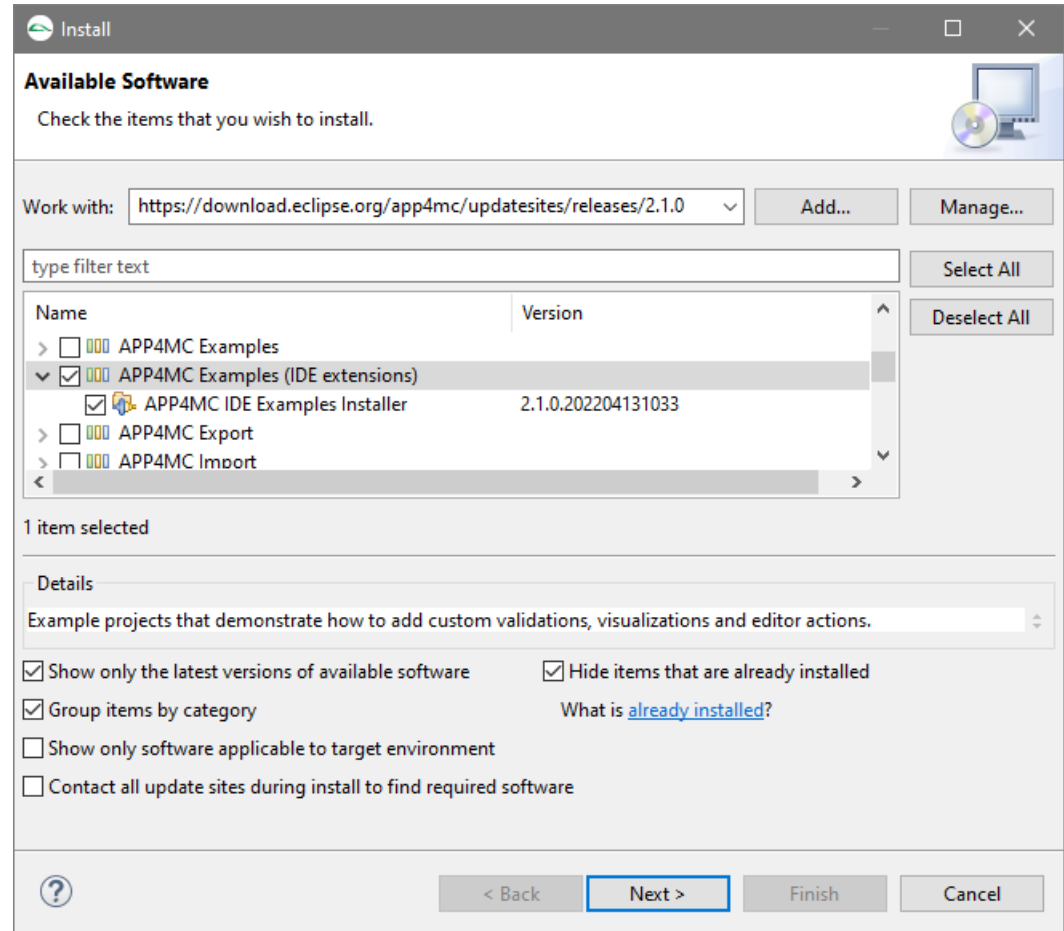 Install
Available Software
Check the items that you wish to install.
Work with: https://download.eclipse.org/app4mc/updatesites/releases/2.1.0 Add... Manage...
type filter text Select All
Name Version Deselect All
APP4MC Examples
APP4MC Examples (IDE extensions)
APP4MC IDE Examples Installer 2.1.0.202204131033
APP4MC Export
APP4MC Import
1 item selected
Details
Example projects that demonstrate how to add custom validations, visualizations and editor actions.
Show only the latest versions of available software Hide items that are already installed
Group items by category What is already installed?
Show only software applicable to target environment
Contact all update sites during install to find required software
? < Back Next > Finish Cancel